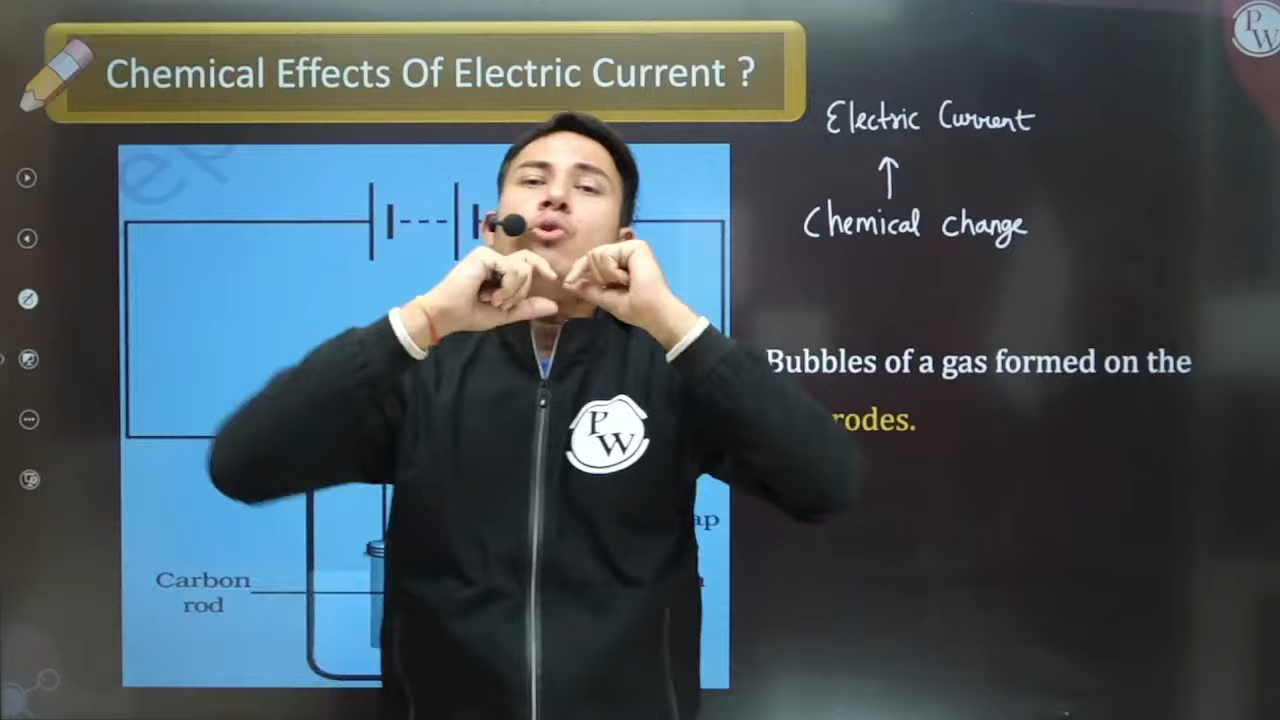 Chemical Effects Of Electric Current ?
P
W
Electric Current
Chemical change
Bubbles of a gas formed on the
rodes.
P
W
ap
Carbon
rod
ep